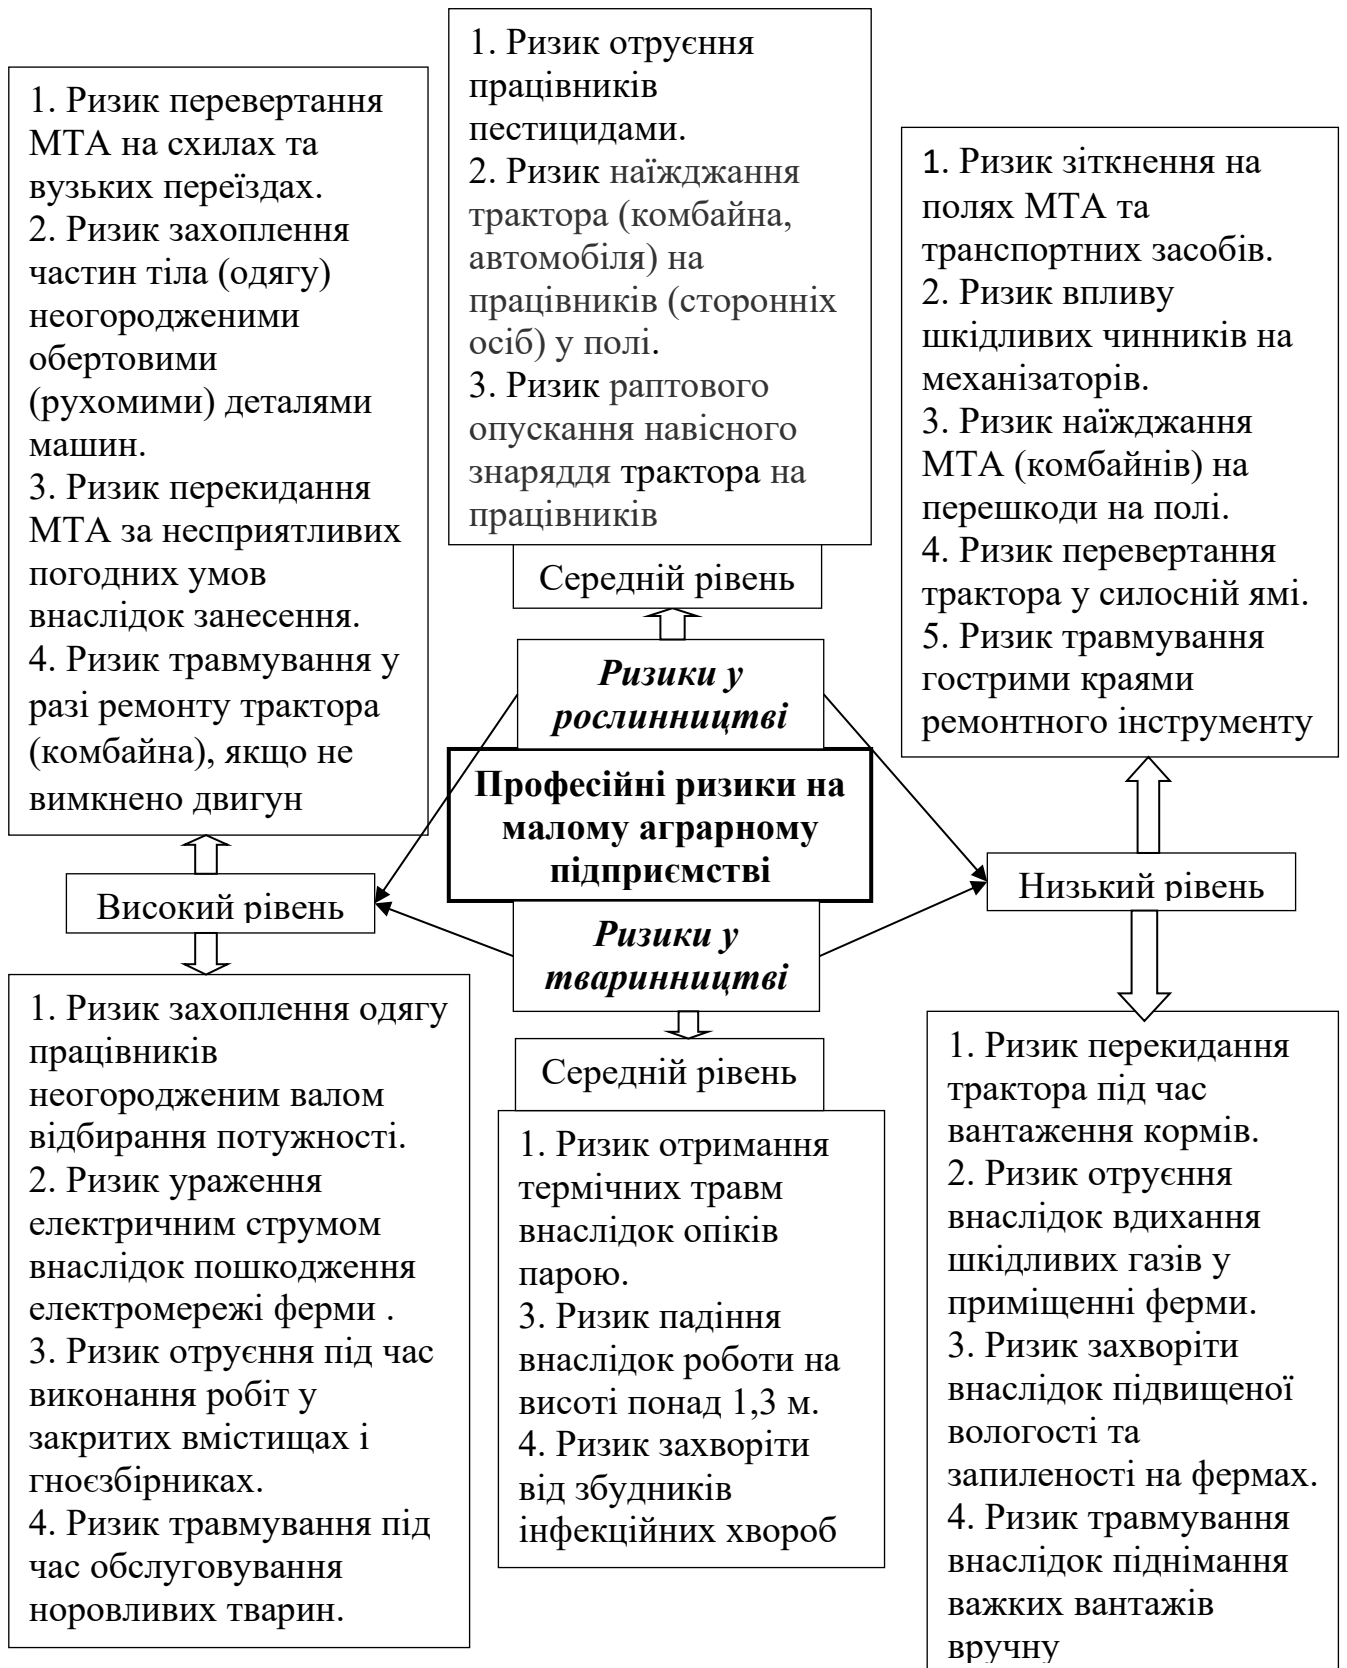 1. Ризик перевертання
МТА на схилах та
вузьких переїздах.
2. Ризик захоплення
частин тіла (одягу)
неогородженими
обертовими
(рухомими) деталями
машин.
3. Ризик перекидання
МТА за несприятливих
погодних умов
внаслідок занесення.
4. Ризик травмування у
разі ремонту трактора
(комбайна), якщо не
вимкнено двигун
1. Ризик отруєння
працівників
пестицидами.
2. Ризик наїжджання
трактора (комбайна,
автомобіля) на
працівників (сторонніх
осіб) у полі.
3. Ризик раптового
опускання навісного
знаряддя трактора на
працівників
1. Ризик зіткнення на
полях МТА та
транспортних засобів.
2. Ризик впливу
шкідливих чинників на
механізаторів.
3. Ризик наїжджання
МТА (комбайнів) на
перешкоди на полі.
4. Ризик перевертання
трактора у силосній ямі.
5. Ризик травмування
гострими краями
ремонтного інструменту
Середній рівень
Ризики у
рослинництві
Професійні ризики на
малому аграрному
підприємстві
Високий рівень
Низький рівень
Ризики у
тваринництві
Середній рівень
1. Ризик захоплення одягу
працівників
неогородженим валом
відбирання потужності.
2. Ризик ураження
електричним струмом
внаслідок пошкодження
електромережі ферми .
3. Ризик отруєння під час
виконання робіт у
закритих вмістищах і
гноєзбірниках.
4. Ризик травмування під
час обслуговування
норовливих тварин.
1. Ризик отримання
термічних травм
внаслідок опіків
парою.
3. Ризик падіння
внаслідок роботи на
висоті понад 1,3 м.
4. Ризик захворіти
від збудників
інфекційних хвороб
1. Ризик перекидання
трактора під час
вантаження кормів.
2. Ризик отруєння
внаслідок вдихання
шкідливих газів у
приміщенні ферми.
3. Ризик захворіти
внаслідок підвищеної
вологості та
запиленості на фермах.
4. Ризик травмування
внаслідок піднімання
важких вантажів
вручну